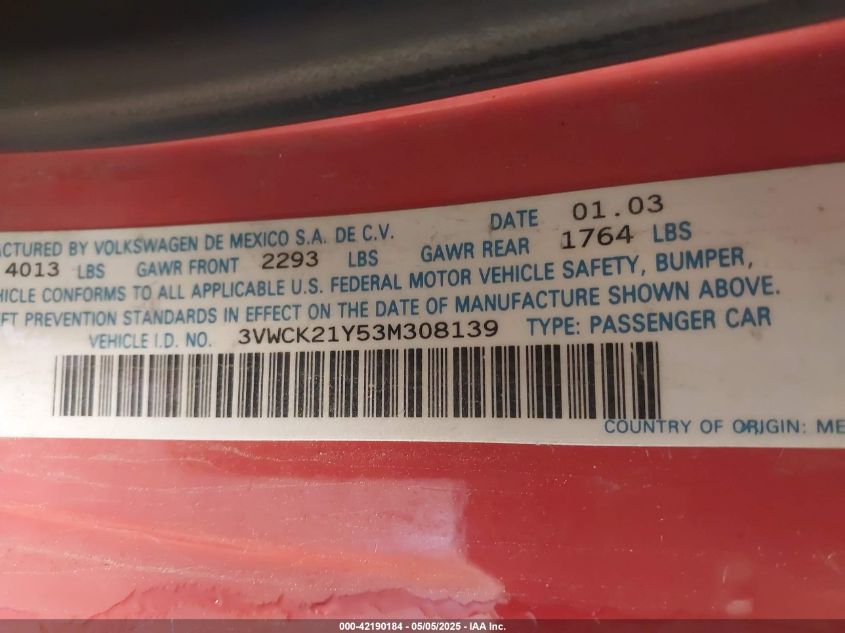 ACTURED BY VOLKSWAGEN DE MEXICO S.A. DE C.V. DATE 01.03
4013 LBS GAWR FRONT 2293 LBS GAWR REAR 1764 LBS
HICLE CONFORMS TO ALL APPLICABLE U.S. FEDERAL MOTOR VEHICLE SAFETY, BUMPER,
EFT PREVENTION STANDARDS IN EFFECT ON THE DATE OF MANUFACTURE SHOWN ABOVE.
VEHICLE I.D. NO. 3VWCK21Y53M308139 TYPE: PASSENGER CAR
COUNTRY OF ORIGIN: ME
000-42190184 - 05/05/2025 - IAA Inc.